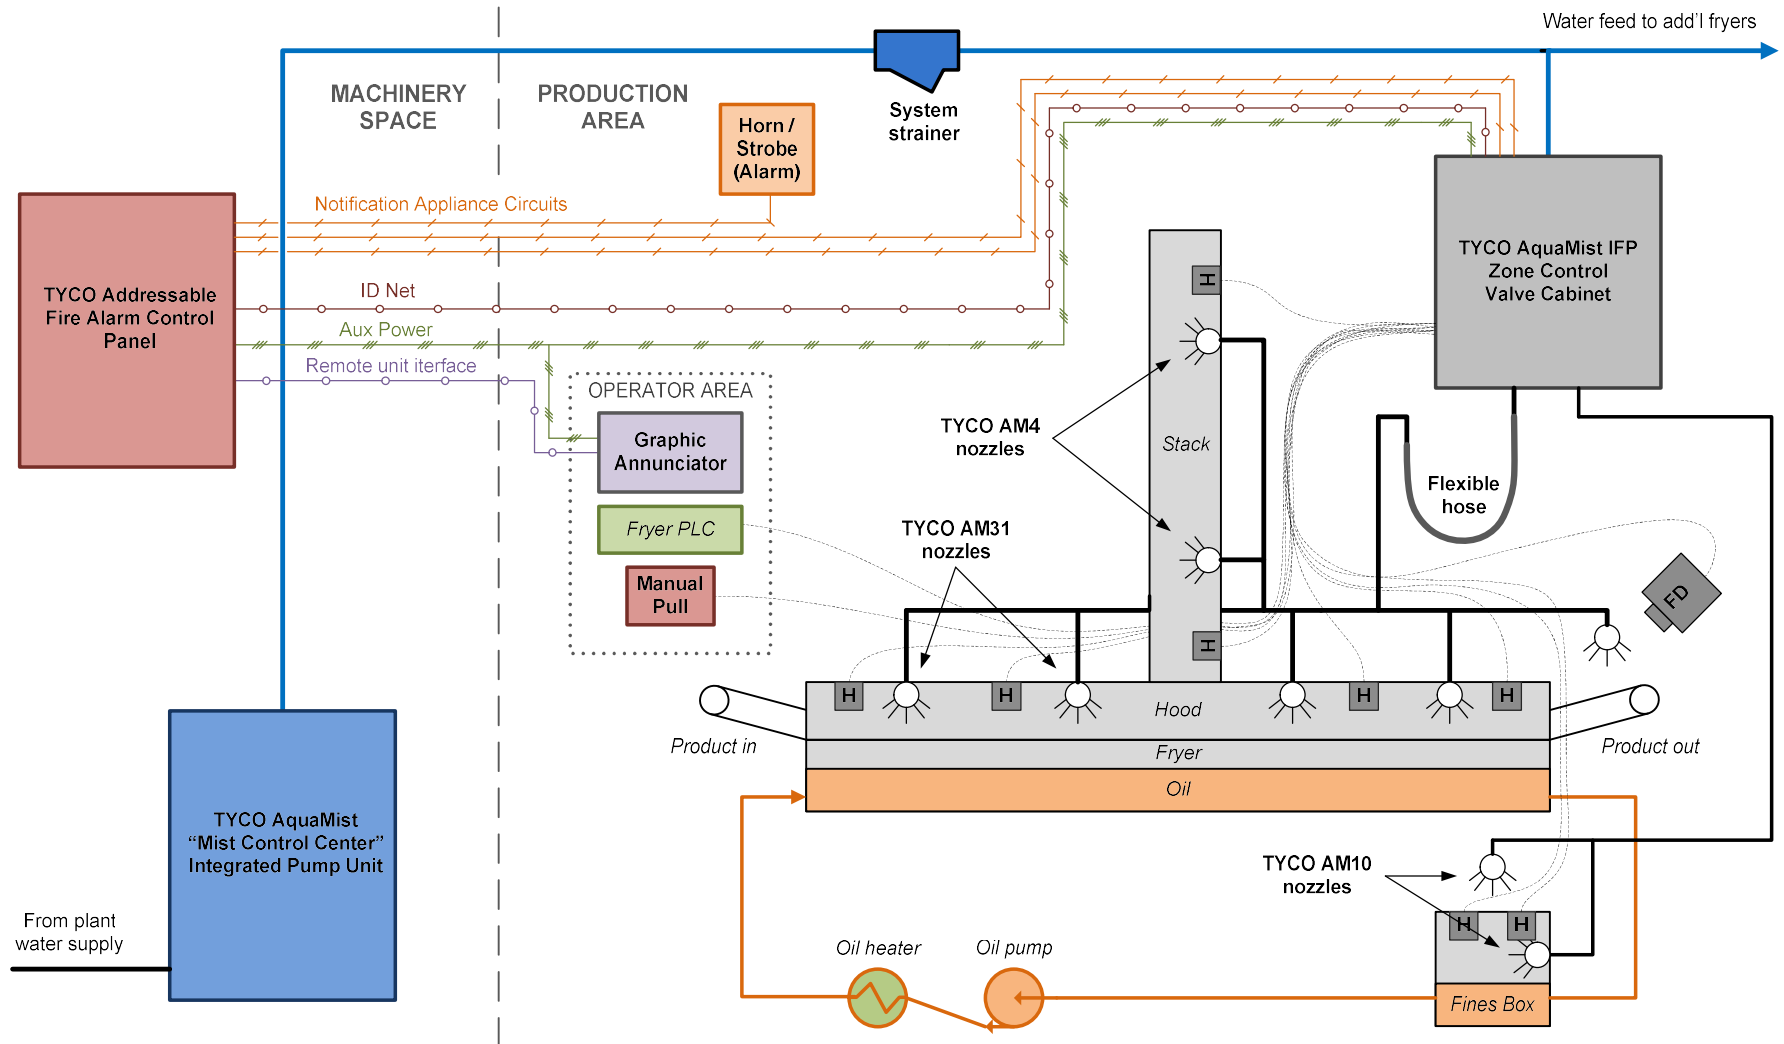 Water feed to add'l fryers
MACHINERY
SPACE
PRODUCTION
AREA
System
strainer
Horn /
Strobe
(Alarm)
Notification Appliance Circuits
TYCO Addressable
Fire Alarm Control
Panel
ID Net
Aux Power
Remote unit iterface
TYCO AquaMist IFP
Zone Control
Valve Cabinet
H
OPERATOR AREA
Graphic
Annunciator
Fryer PLC
Manual
Pull
TYCO AM4
nozzles
Stack
Flexible
hose
TYCO AM31
nozzles
FD
H
H
H
H
H
Hood
Product in
Fryer
Product out
Oil
TYCO AquaMist
“Mist Control Center”
Integrated Pump Unit
TYCO AM10
nozzles
From plant
water supply
H
H
Oil heater
Oil pump
Fines Box